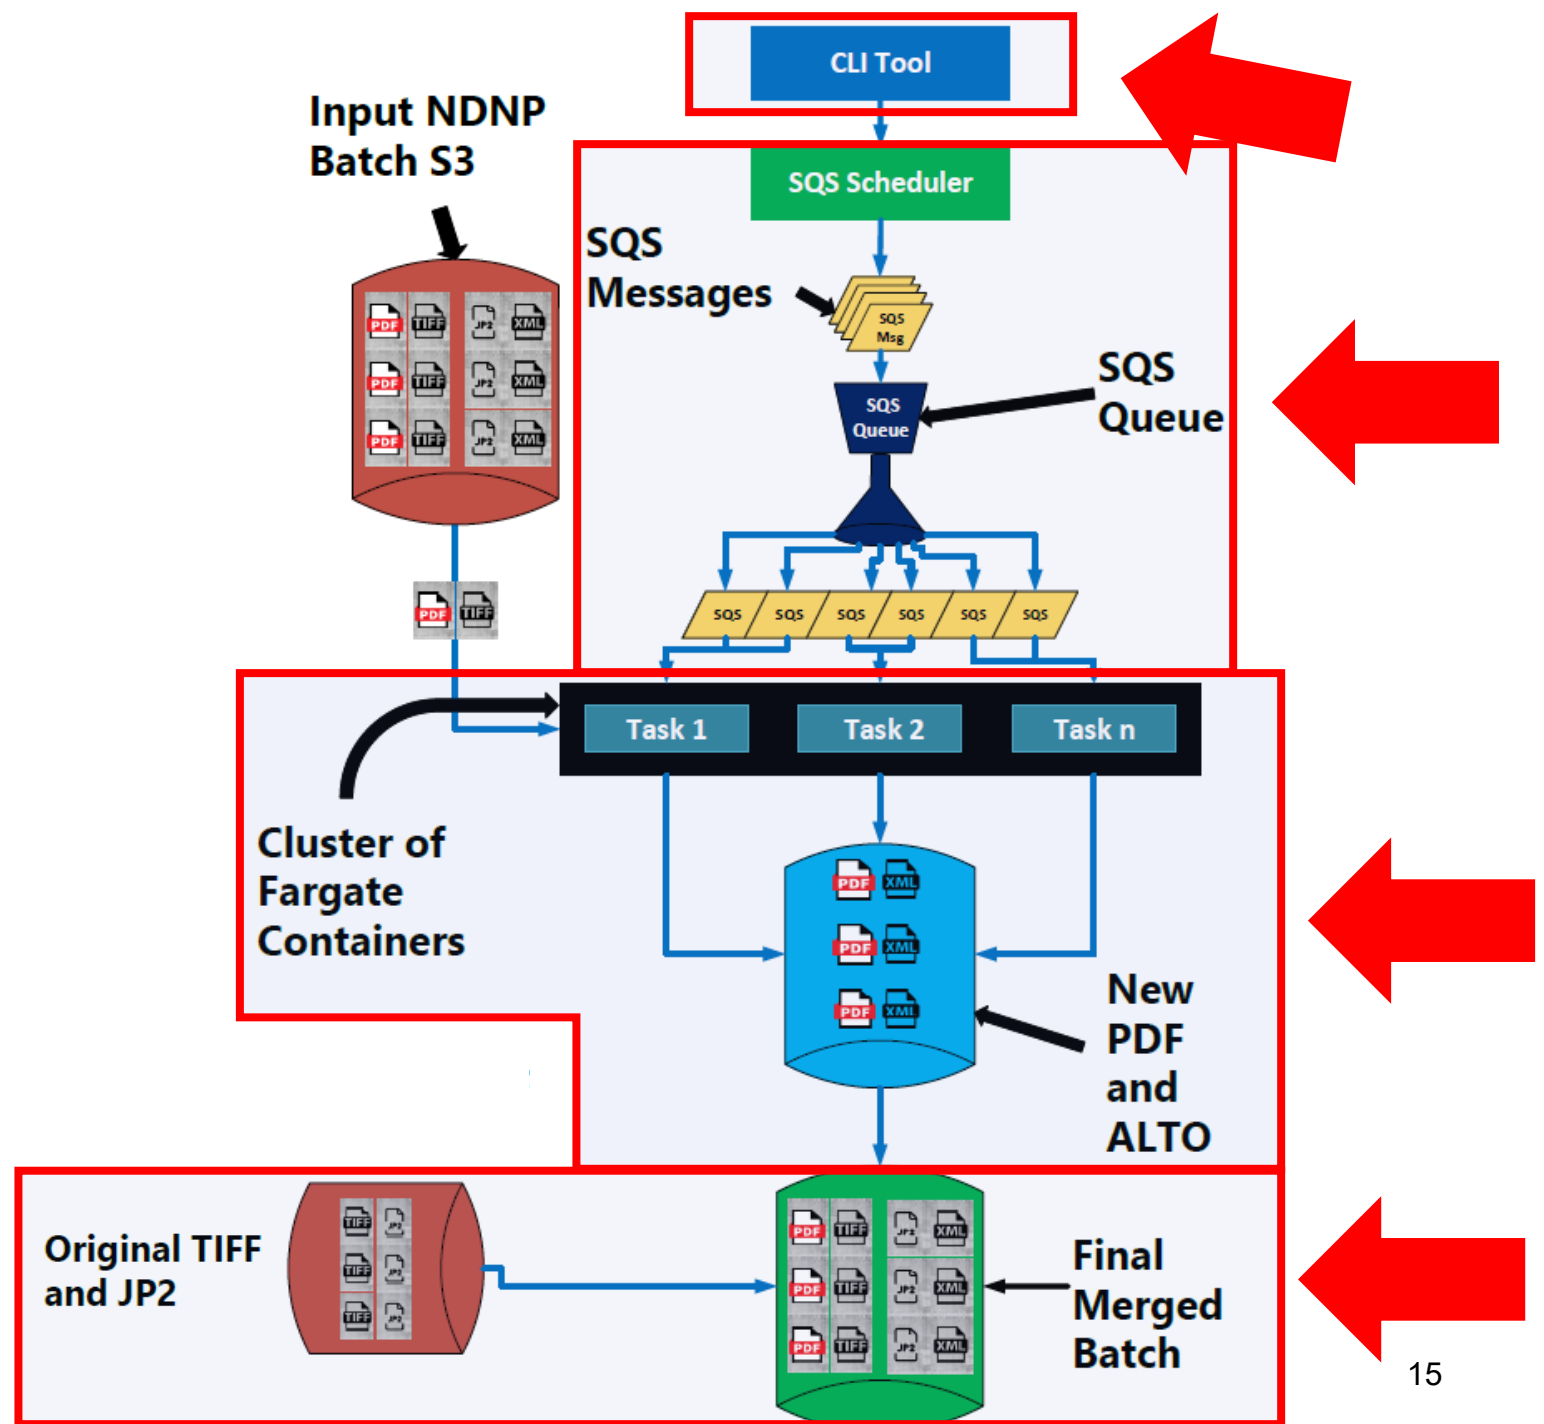 CLI Tool
Input NDNP
Batch S3
SQS Scheduler
SQS
Messages
SQS
Msg
PDF TIFF JP2 XML
PDF TIFF JP2 XML
PDF TIFF JP2 XML
SQS
Queue
SQS
Queue
PDF TIFF
SQS SQS SQS SQS SQS SQS
Task 1 Task 2 Task n
Cluster of
Fargate
Containers
PDF XML
PDF XML
PDF XML
New
PDF
and
ALTO
Original TIFF
and JP2
TIFF JP2
TIFF JP2
TIFF JP2
PDF TIFF JP2 XML
PDF TIFF JP2 XML
PDF TIFF JP2 XML
Final
Merged
Batch
15